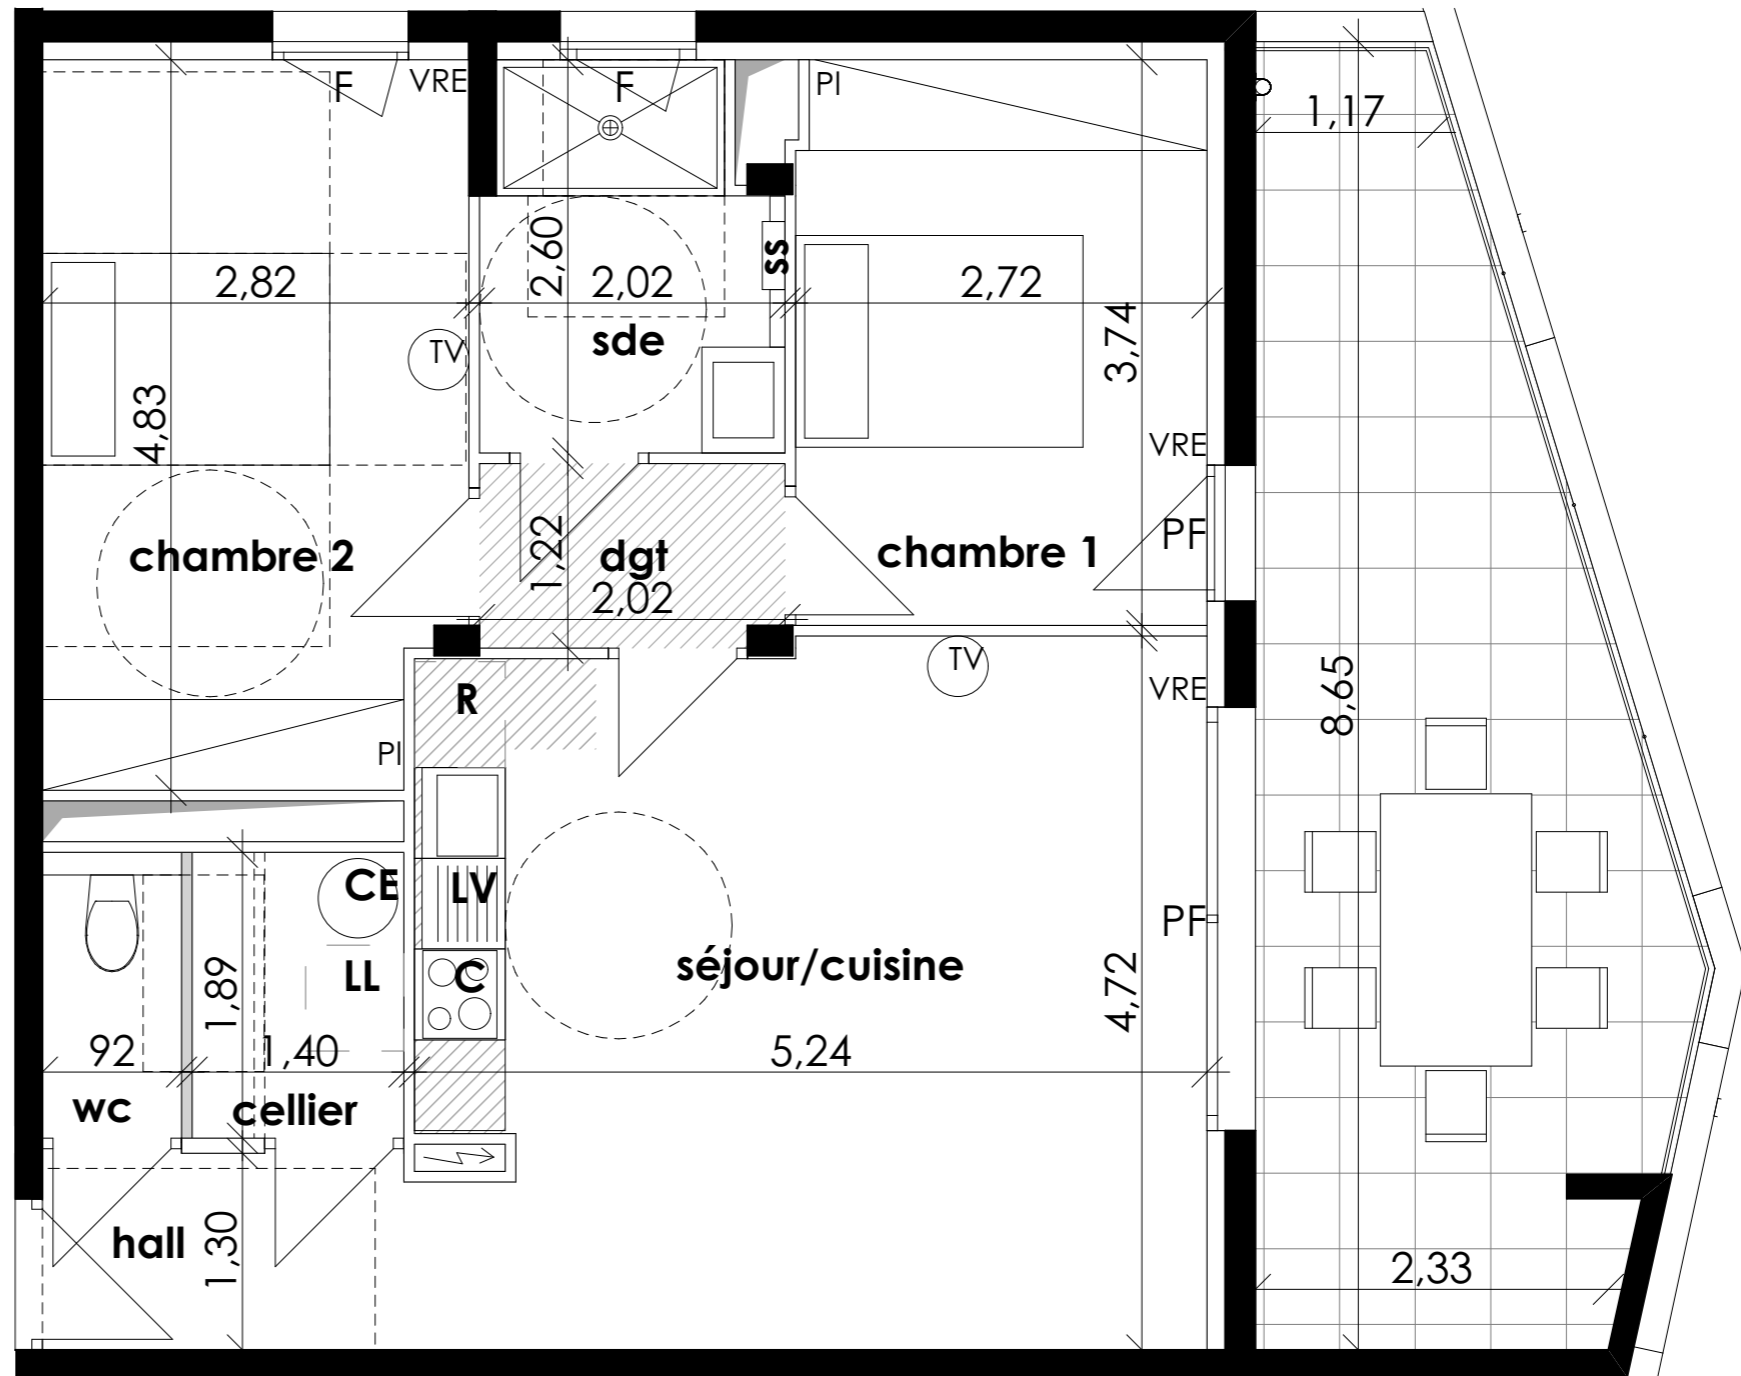 F
VRE
F
PI
1,17
2,82
2,60
2,02
ss
2,72
sde
TV
3,74
4,83
VRE
chambre 2
1,22
dgt
2,02
chambre 1
PF
R
TV
VRE
8,65
PI
CE
LV
PF
séjour/cuisine
LL
C
1,89
4,72
92
1,40
5,24
wc
cellier
hall
1,30
2,33